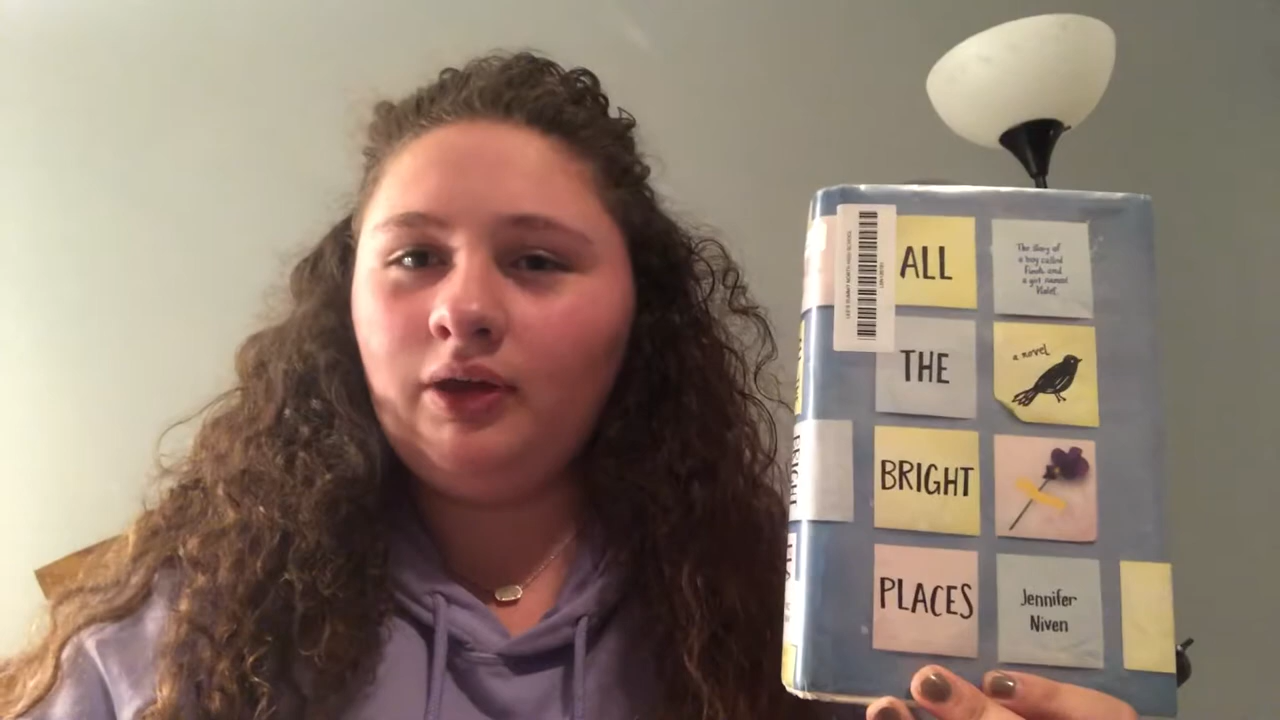 ALL
The story of
a boy called
Finch and
a girl named
Violet.
THE
a novel
BRIGHT
PLACES
Jennifer
Niven